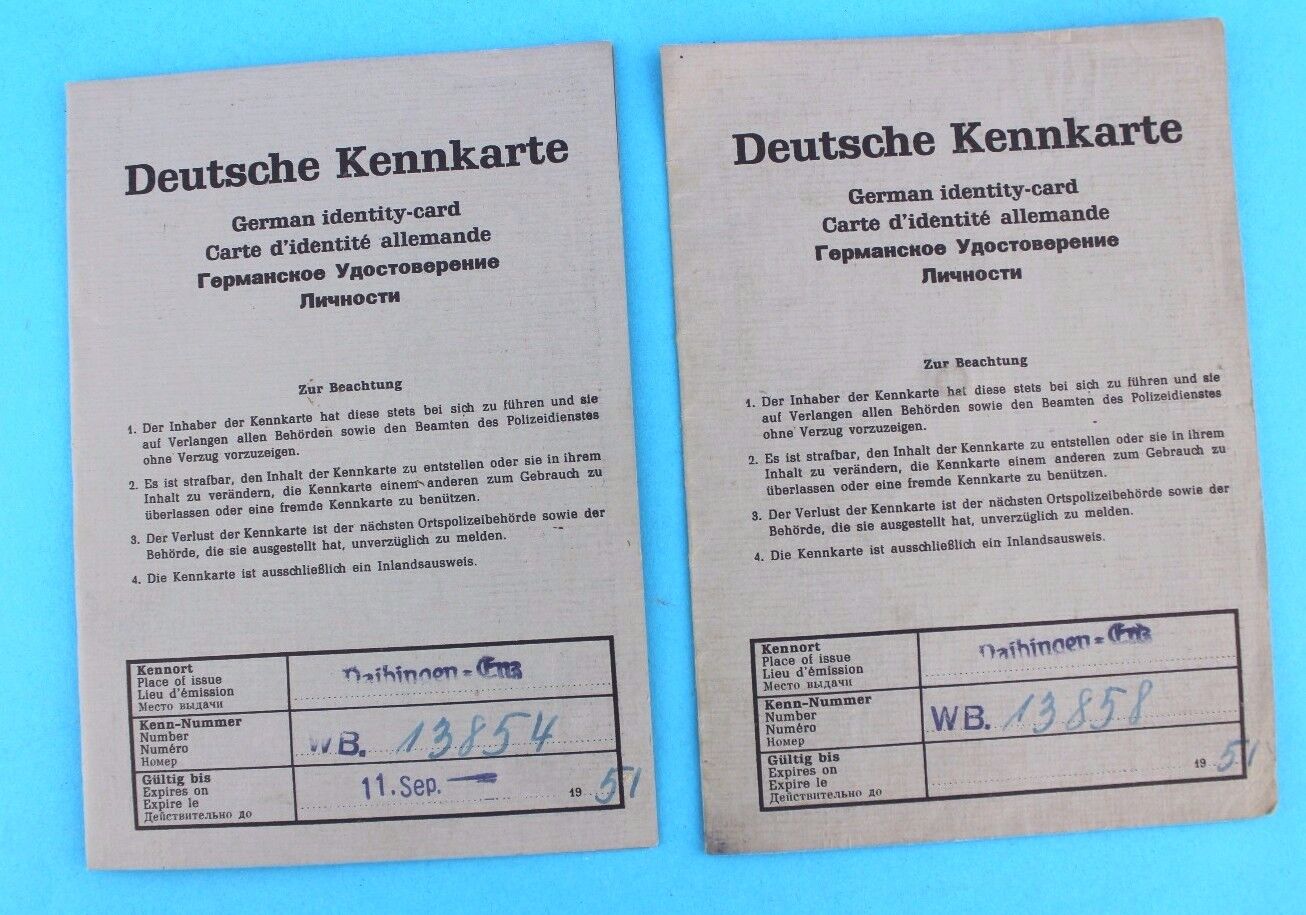 Deutsche Kennkarte
German identity-card
Carte d'identité allemande
Германское Удостоверение
Личности
Zur Beachtung
1. Der Inhaber der Kennkarte hat diese stets bei sich zu führen und sie
auf Verlangen allen Behörden sowie den Beamten des Polizeidienstes
ohne Verzug vorzuzeigen.
2. Es ist strafbar, den Inhalt der Kennkarte zu entstellen oder sie in ihrem
Inhalt zu verändern, die Kennkarte einem anderen zum Gebrauch zu
überlassen oder eine fremde Kennkarte zu benützen.
3. Der Verlust der Kennkarte ist der nächsten Ortspolizeibehörde sowie der
Behörde, die sie ausgestellt hat, unverzüglich zu melden.
4. Die Kennkarte ist ausschließlich ein Inlandsausweis.
Kennort
Place of issue
Lieu d'émission
Место выдачи
Vaihingen=Enz
Kenn-Nummer
Number
Numéro
Номер
WB. 13854
Gültig bis
Expires on
Expire le
Действительно до
11. Sep. 1951
Deutsche Kennkarte
German identity-card
Carte d'identité allemande
Германское Удостоверение
Личности
Zur Beachtung
1. Der Inhaber der Kennkarte hat diese stets bei sich zu führen und sie
auf Verlangen allen Behörden sowie den Beamten des Polizeidienstes
ohne Verzug vorzuzeigen.
2. Es ist strafbar, den Inhalt der Kennkarte zu entstellen oder sie in ihrem
Inhalt zu verändern, die Kennkarte einem anderen zum Gebrauch zu
überlassen oder eine fremde Kennkarte zu benützen.
3. Der Verlust der Kennkarte ist der nächsten Ortspolizeibehörde sowie der
Behörde, die sie ausgestellt hat, unverzüglich zu melden.
4. Die Kennkarte ist ausschließlich ein Inlandsausweis.
Kennort
Place of issue
Lieu d'émission
Место выдачи
Vaihingen=Enz
Kenn-Nummer
Number
Numéro
Номер
WB. 13858
Gültig bis
Expires on
Expire le
Действительно до
1951